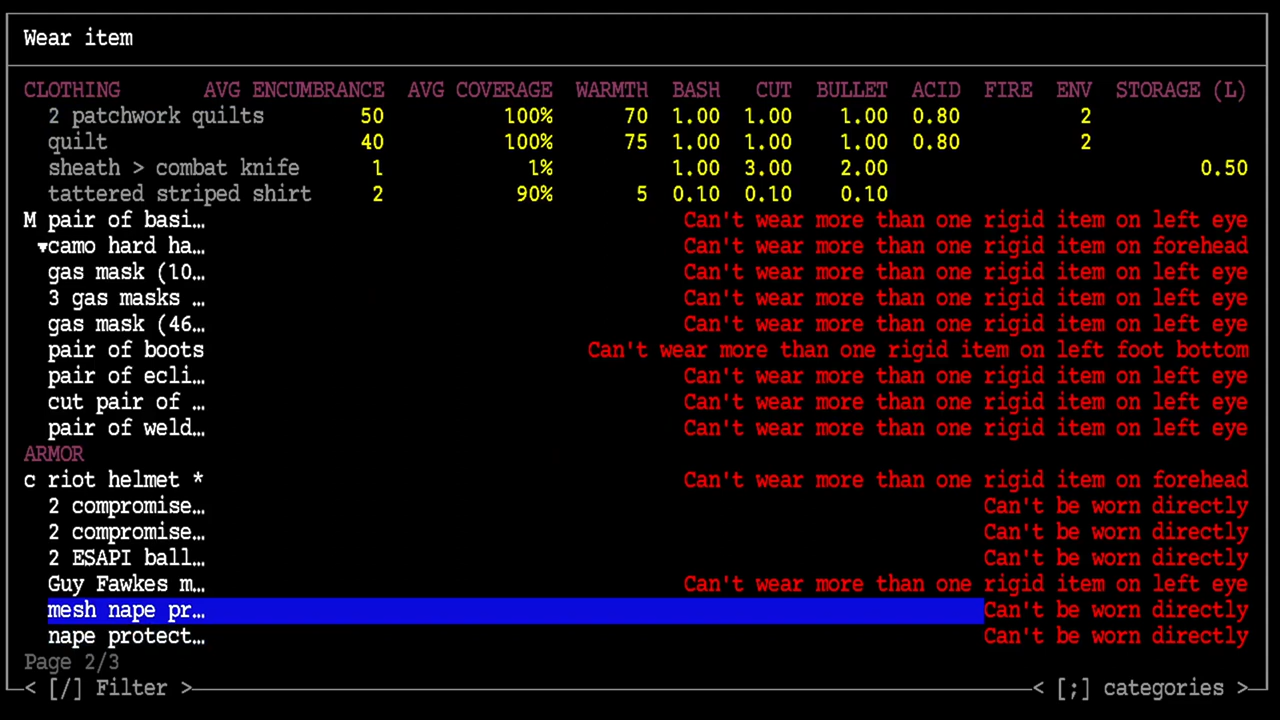 Wear item
CLOTHING AVG ENCUMBRANCE AVG COVERAGE WARMTH BASH CUT BULLET ACID FIRE ENV STORAGE (L)
2 patchwork quilts 50 100% 70 1.00 1.00 1.00 0.80 2
quilt 40 100% 75 1.00 1.00 1.00 0.80 2
sheath > combat knife 1 1% 1.00 3.00 2.00 0.50
tattered striped shirt 2 90% 5 0.10 0.10 0.10
M pair of basi… Can't wear more than one rigid item on left eye
▼camo hard ha… Can't wear more than one rigid item on forehead
gas mask (10… Can't wear more than one rigid item on left eye
3 gas masks … Can't wear more than one rigid item on left eye
gas mask (46… Can't wear more than one rigid item on left eye
pair of boots Can't wear more than one rigid item on left foot bottom
pair of ecli… Can't wear more than one rigid item on left eye
cut pair of … Can't wear more than one rigid item on left eye
pair of weld… Can't wear more than one rigid item on left eye
ARMOR
c riot helmet * Can't wear more than one rigid item on forehead
2 compromise… Can't be worn directly
2 compromise… Can't be worn directly
2 ESAPI ball… Can't be worn directly
Guy Fawkes m… Can't wear more than one rigid item on left eye
mesh nape pr… Can't be worn directly
nape protect… Can't be worn directly
Page 2/3
< [/] Filter > < [;] categories >